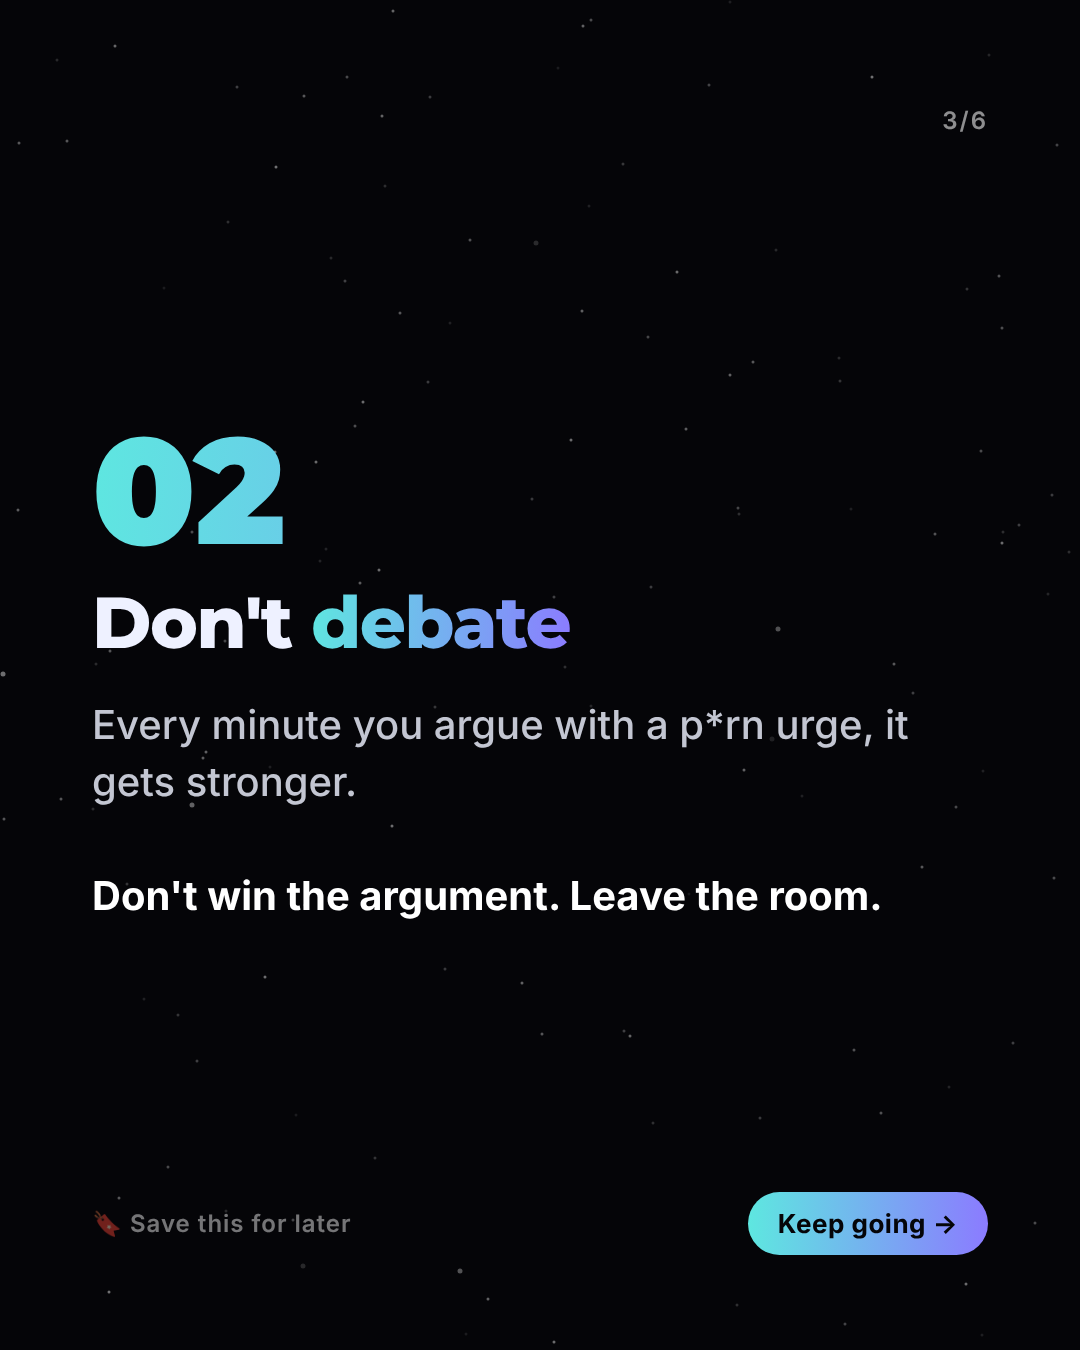 3/6
02
Don't debate
Every minute you argue with a p*rn urge, it
gets stronger.
Don't win the argument. Leave the room.
🔖 Save this for later
Keep going →